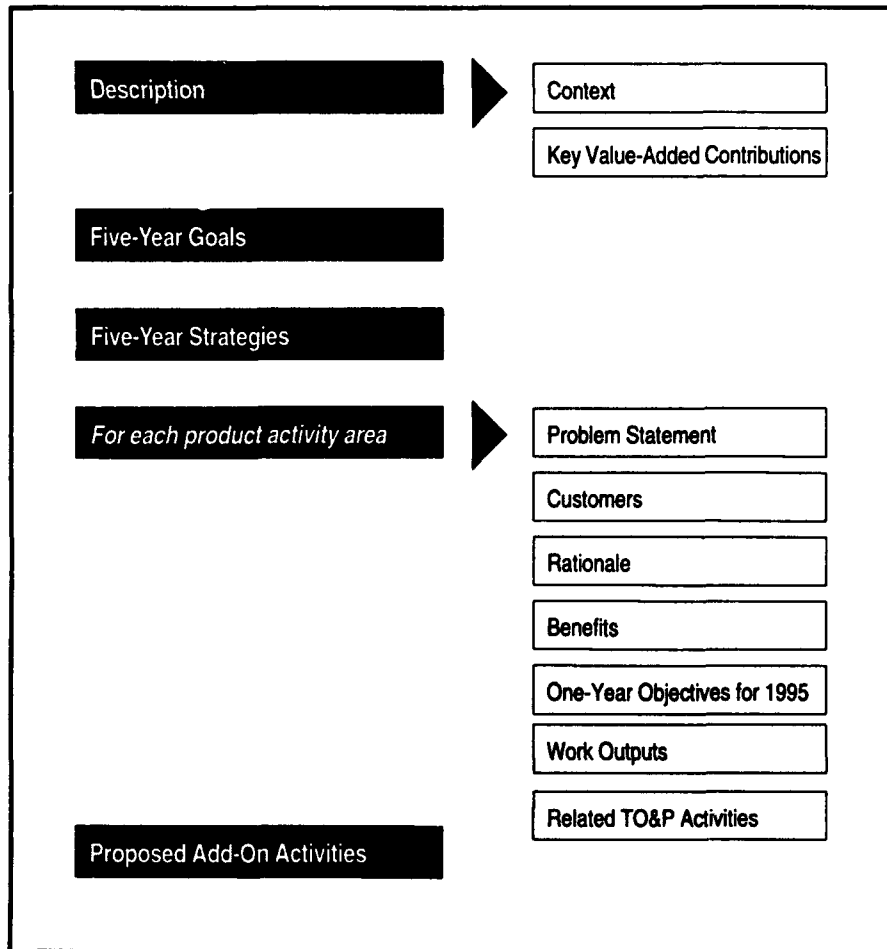 Description
Context
Key Value-Added Contributions
Five-Year Goals
Five-Year Strategies
For each product activity area
Problem Statement
Customers
Rationale
Benefits
One-Year Objectives for 1995
Work Outputs
Related TO&P Activities
Proposed Add-On Activities